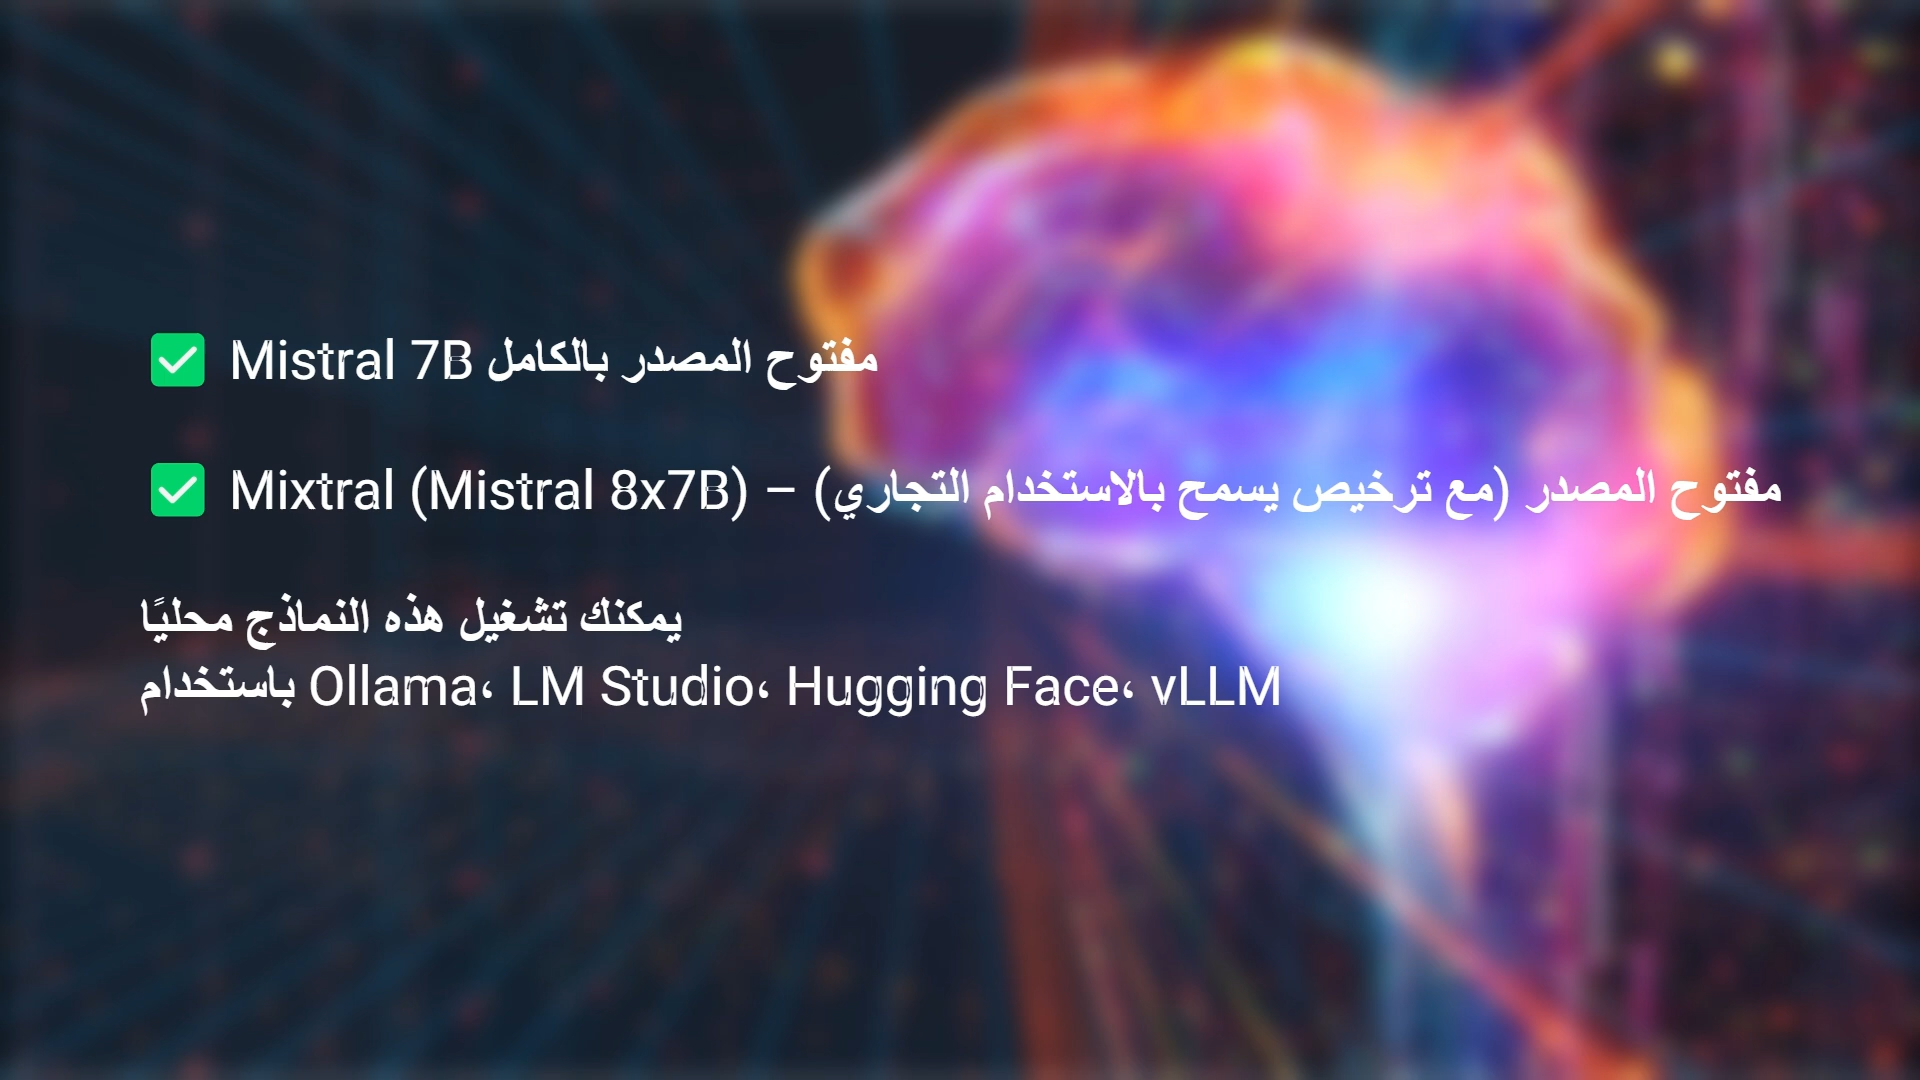 ✅ Mistral 7B مفتوح المصدر بالكامل
✅ Mixtral (Mistral 8x7B) – مفتوح المصدر (مع ترخيص يسمح بالاستخدام التجاري)
يمكنك تشغيل هذه النماذج محليًا
باستخدام Ollama، LM Studio، Hugging Face، vLLM